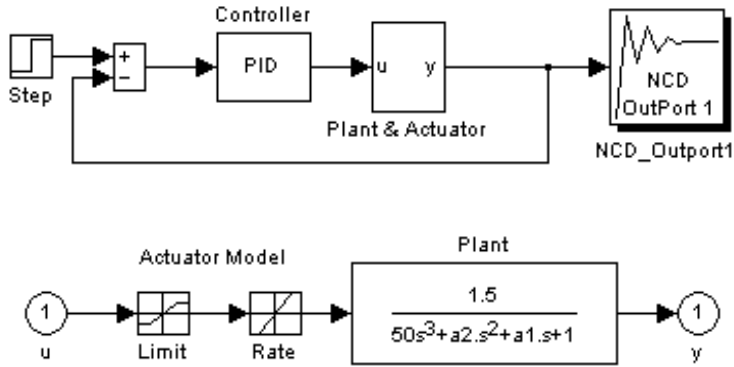 Controller
+
−
PID
u y
NCD
OutPort 1
Step
Plant & Actuator
NCD_Outport1
Actuator Model
Plant
1
1.5
50s³+a2.s²+a1.s+1
1
u
Limit
Rate
y